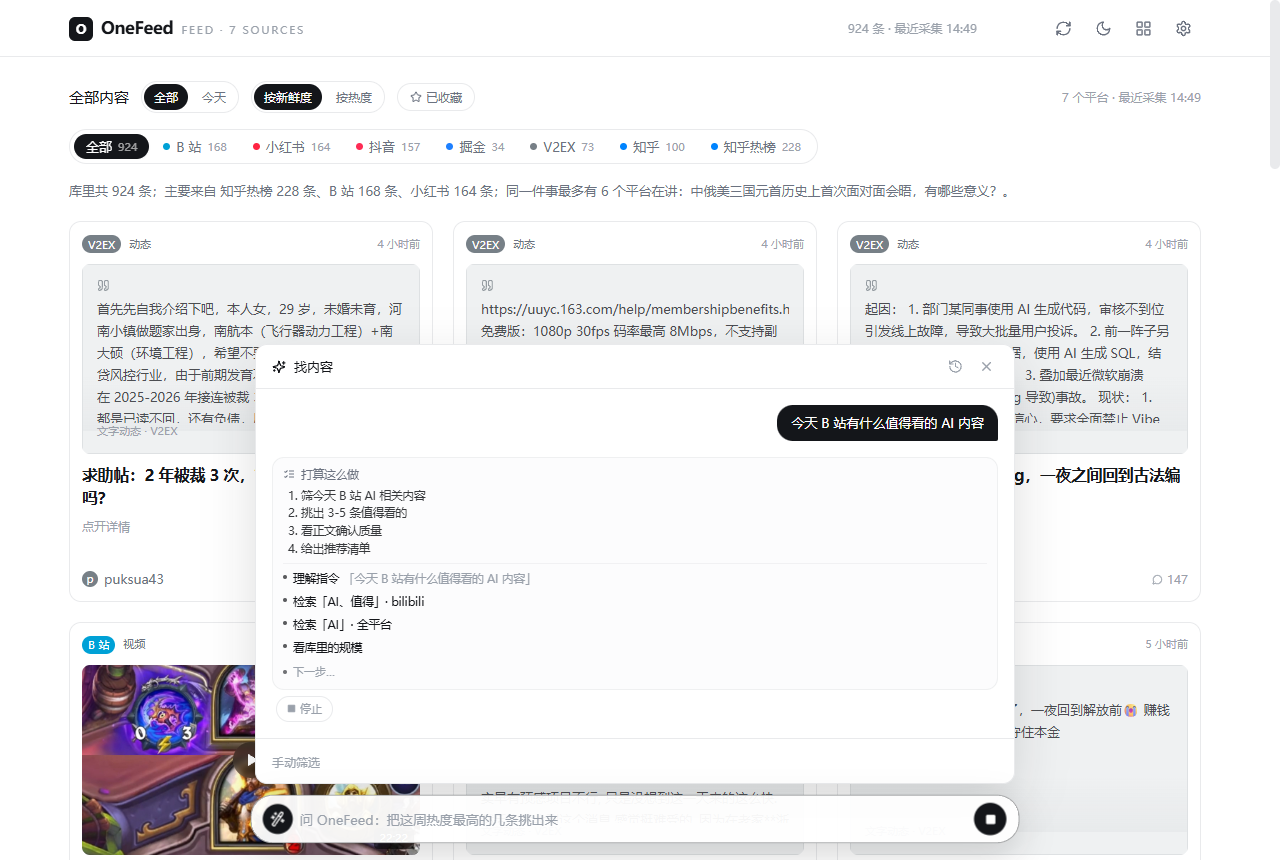 O OneFeed FEED · 7 SOURCES
924 条 · 最近采集 14:49
全部内容 全部 今天 按新鲜度 按热度 已收藏
7 个平台 · 最近采集 14:49
全部 924 B 站 168 小红书 164 抖音 157 掘金 34 V2EX 73 知乎 100 知乎热榜 228
库里共 924 条；主要来自 知乎热榜 228 条、B 站 168 条、小红书 164 条；同一件事最多有 6 个平台在讲：中俄美三国元首历史上首次面对面会晤，有哪些意义？。
V2EX 动态 4 小时前
首先先自我介绍下吧，本人女，29 岁，未婚未育，河
南小镇做题家出身，南航本（飞行器动力工程）+南
大硕（环境工程），希望不
贷风控行业，由于前期发育
在 2025-2026 年接连被裁
都是已读不回，还有负债，
文字动态 · V2EX
求助帖：2 年被裁 3 次，
吗？
点开详情
p puksua43
V2EX 动态 4 小时前
https://uuyc.163.com/help/membershipbenefits.h
免费版：1080p 30fps 码率最高 8Mbps，不支持副
V2EX 动态 4 小时前
起因： 1. 部门某同事使用 AI 生成代码，审核不到位
引发线上故障，导致大批量用户投诉。 2. 前一阵子另
，使用 AI 生成 SQL，结
3. 叠加最近微软崩溃
g 导致)事故。 现状： 1.
信心，要求全面禁止 Vibe
g，一夜之间回到古法编
147
找内容
今天 B 站有什么值得看的 AI 内容
打算这么做
1. 筛今天 B 站 AI 相关内容
2. 挑出 3-5 条值得看的
3. 看正文确认质量
4. 给出推荐清单
理解指令 「今天 B 站有什么值得看的 AI 内容」
检索「AI、值得」· bilibili
检索「AI」· 全平台
看库里的规模
下一步...
停止
手动筛选
B 站 视频
0 3
22:22
5 小时前
，一夜回到解放前 赚钱
守住本金
问 OneFeed：把这周热度最高的几条挑出来